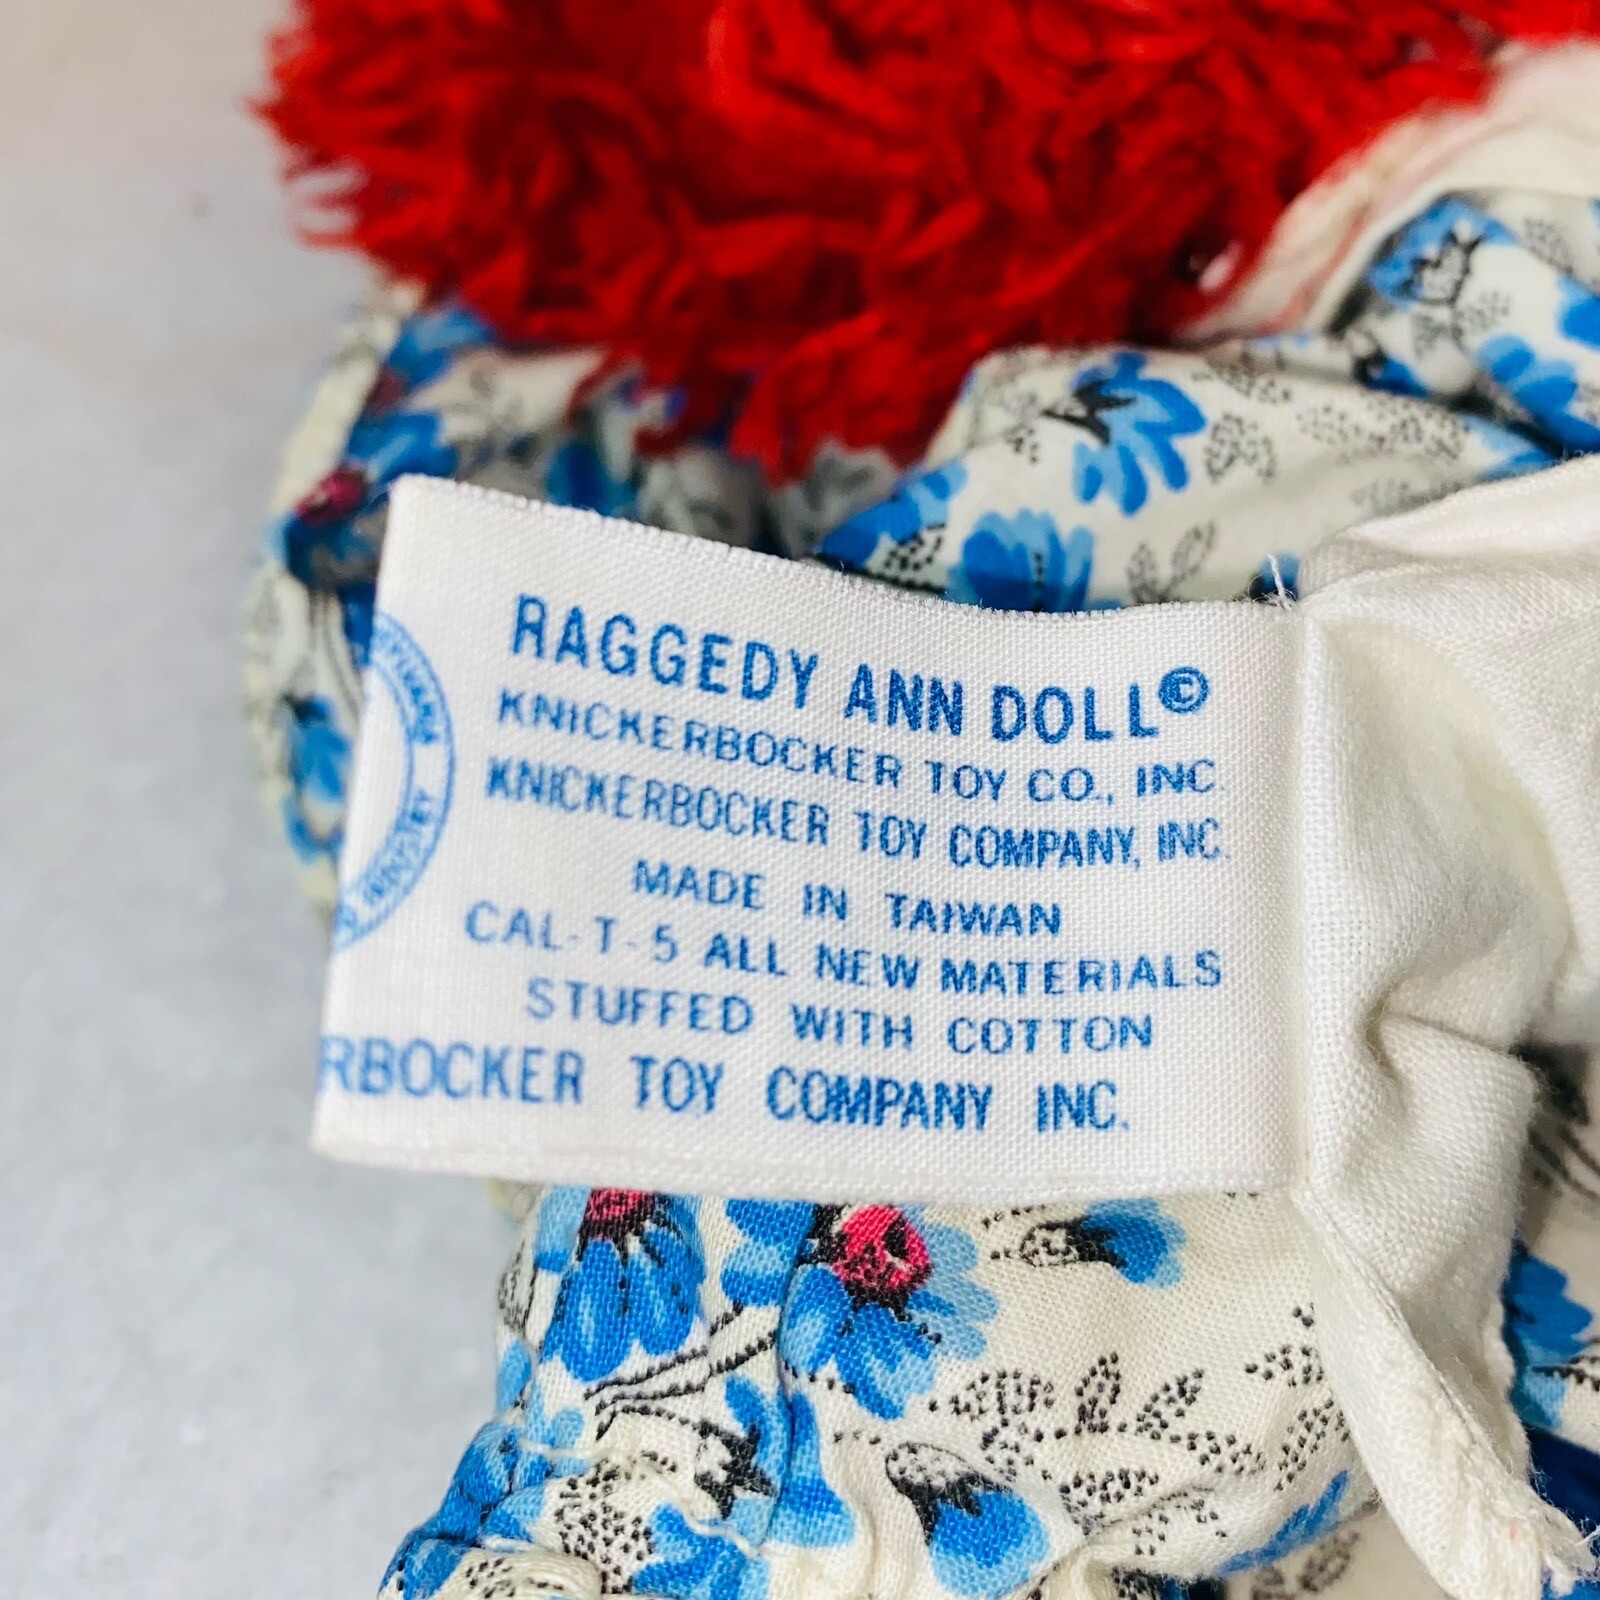 RAGGEDY ANN DOLL©
KNICKERBOCKER TOY CO., INC.
KNICKERBOCKER TOY COMPANY, INC.
MADE IN TAIWAN
CAL-T-5 ALL NEW MATERIALS
STUFFED WITH COTTON
RBOCKER TOY COMPANY INC.
INDUSTRY